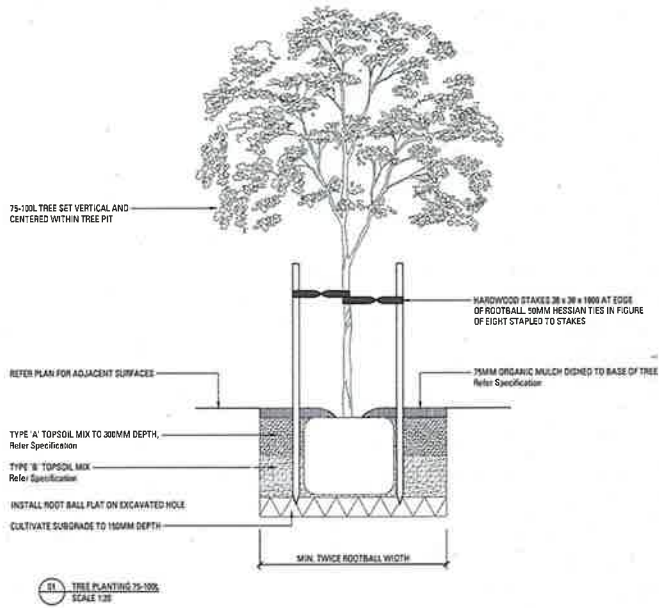 75-100L TREE SET VERTICAL AND
CENTERED WITHIN TREE PIT
HARDWOOD STAKES 38 x 38 x 1800 AT EDGE
OF ROOTBALL. 50MM HESSIAN TIES IN FIGURE
OF EIGHT STAPLED TO STAKES
REFER PLAN FOR ADJACENT SURFACES
75MM ORGANIC MULCH DISHED TO BASE OF TREE
Refer Specification
TYPE 'A' TOPSOIL MIX TO 300MM DEPTH,
Refer Specification
TYPE 'B' TOPSOIL MIX
Refer Specification
INSTALL ROOT BALL FLAT ON EXCAVATED HOLE
CULTIVATE SUBGRADE TO 150MM DEPTH
MIN. TWICE ROOTBALL WIDTH
TREE PLANTING 75-100L
SCALE 1:20